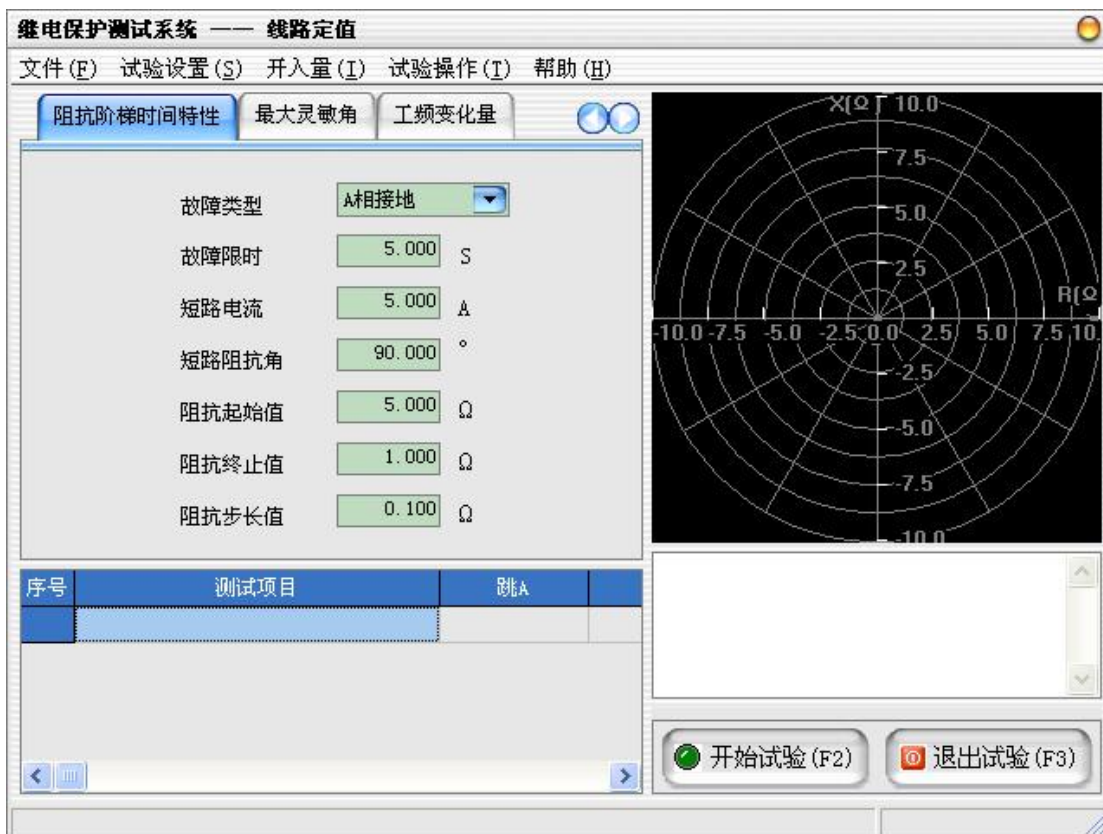 继电保护测试系统 —— 线路定值
文件(F) 试验设置(S) 开入量(I) 试验操作(T) 帮助(H)
阻抗阶梯时间特性 最大灵敏角 工频变化量
故障类型 A相接地
故障限时 5.000 S
短路电流 5.000 A
短路阻抗角 90.000 °
阻抗起始值 5.000 Ω
阻抗终止值 1.000 Ω
阻抗步长值 0.100 Ω
X(Ω 10.0
7.5
5.0
2.5
R(Ω
-10.0 -7.5 -5.0 -2.5 0.0 2.5 5.0 7.5 10.
-2.5
-5.0
-7.5
-10.0
序号 测试项目 跳A
开始试验(F2) 退出试验(F3)